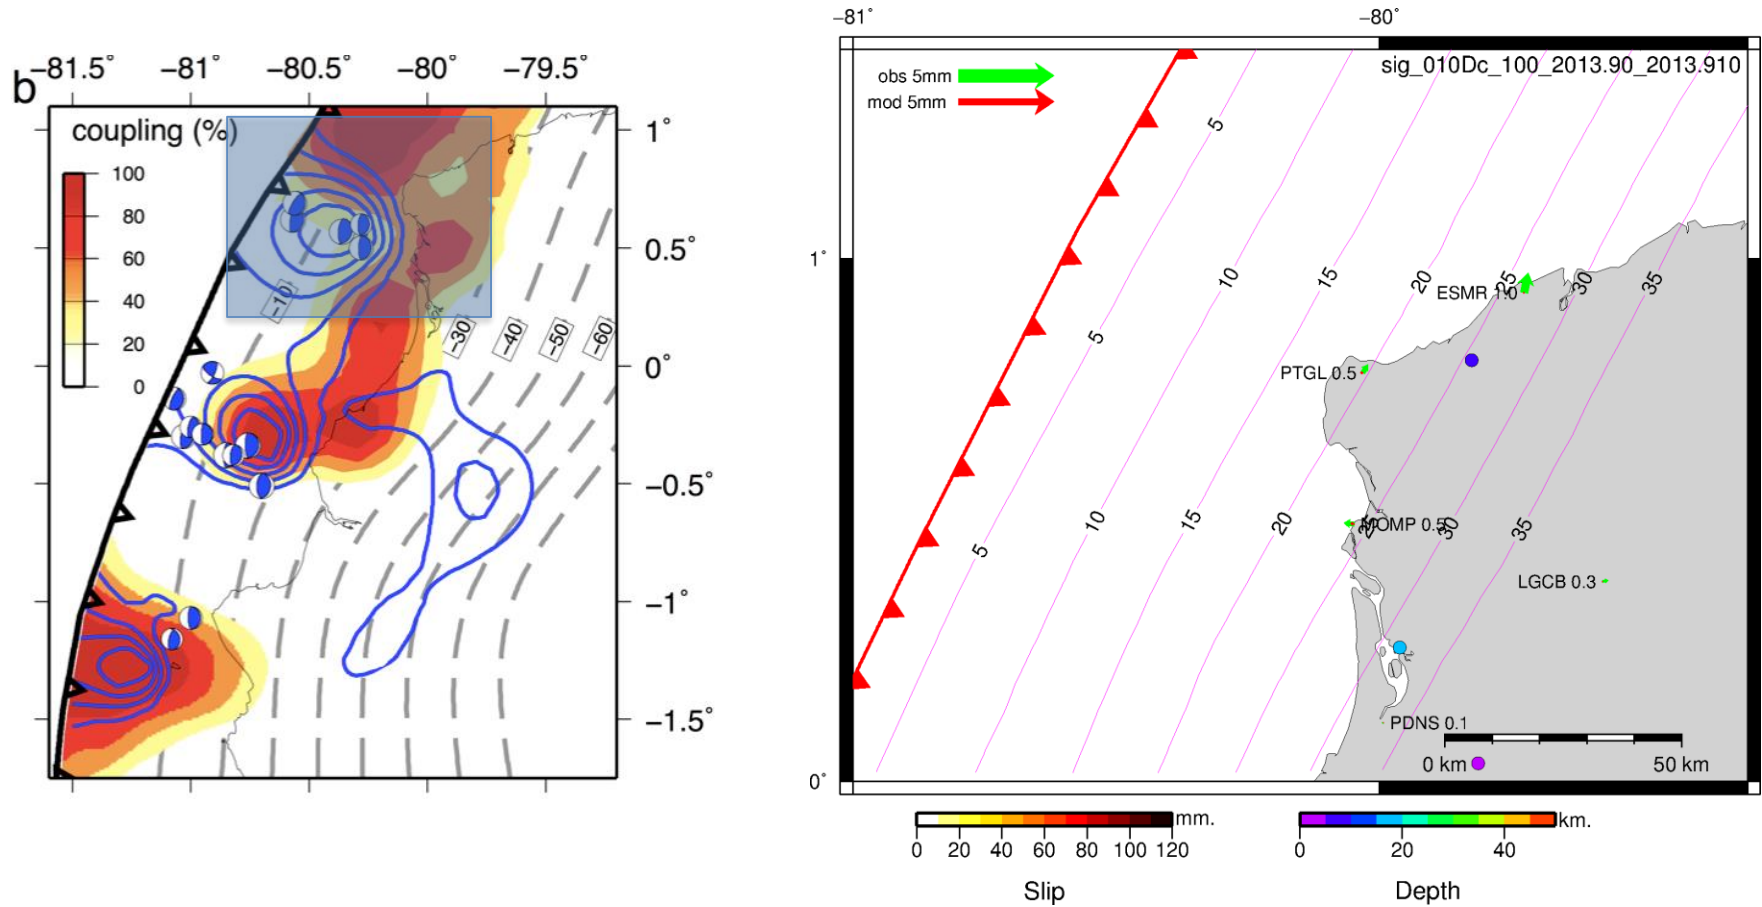 b
−81.5˚ −81˚ −80.5˚ −80˚ −79.5˚
coupling (%)
100
80
60
40
20
0
1˚
0.5˚
0˚
−0.5˚
−1˚
−1.5˚
−10
−30
−40
−50
−60
−81˚ −80˚
obs 5mm
mod 5mm
sig_010Dc_100_2013.90_2013.910
1˚
0˚
5
10 15 20 25 30 35
5
ESMR 1.0
PTGL 0.5
5 10 15 20 25 30 35
MOMP 0.5
LGCB 0.3
PDNS 0.1
0 km 50 km
mm.
0 20 40 60 80 100 120
Slip
km.
0 20 40
Depth